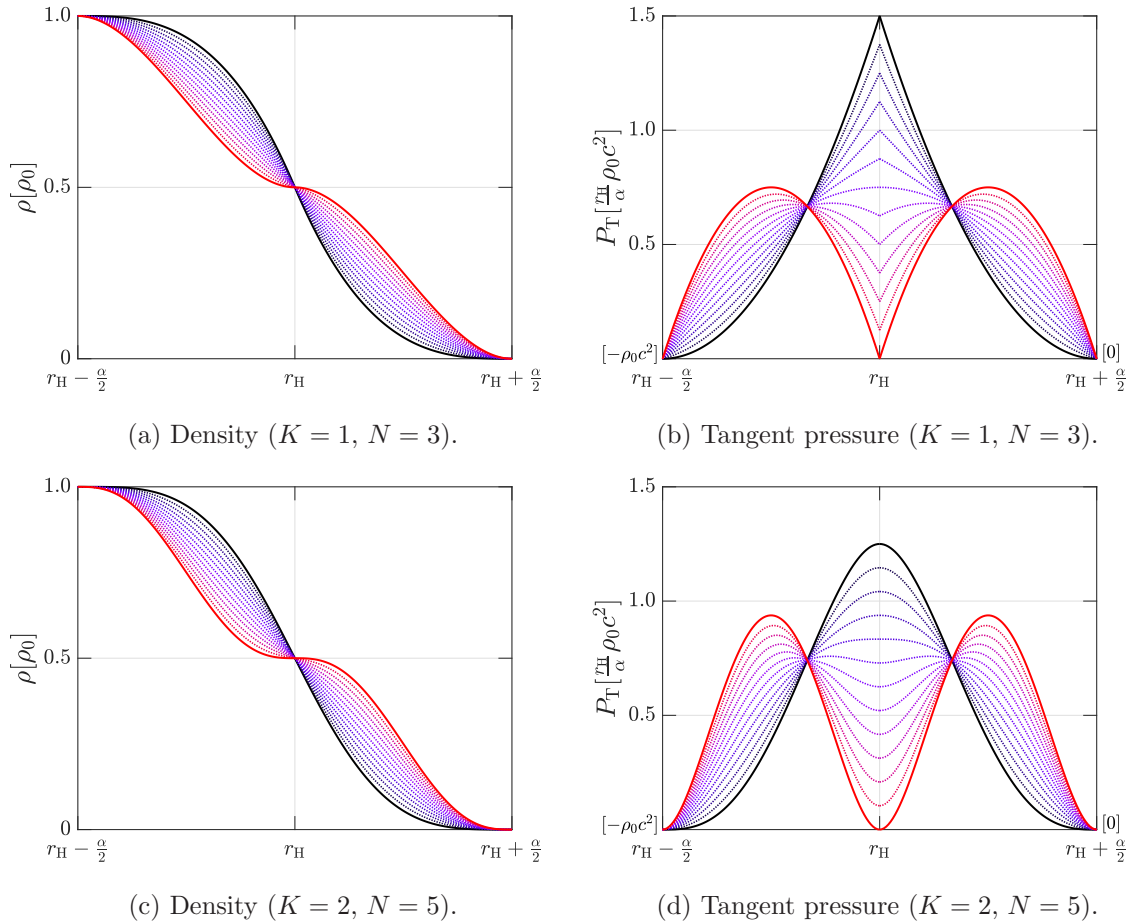 1.0
0.5
0
ρ[ρ₀]
r_H − α/2
r_H
r_H + α/2
(a) Density (K = 1, N = 3).
1.5
1.0
0.5
P_T[r_H/α ρ₀c²]
[−ρ₀c²]
[0]
r_H − α/2
r_H
r_H + α/2
(b) Tangent pressure (K = 1, N = 3).
1.0
0.5
0
ρ[ρ₀]
r_H − α/2
r_H
r_H + α/2
(c) Density (K = 2, N = 5).
1.5
1.0
0.5
P_T[r_H/α ρ₀c²]
[−ρ₀c²]
[0]
r_H − α/2
r_H
r_H + α/2
(d) Tangent pressure (K = 2, N = 5).